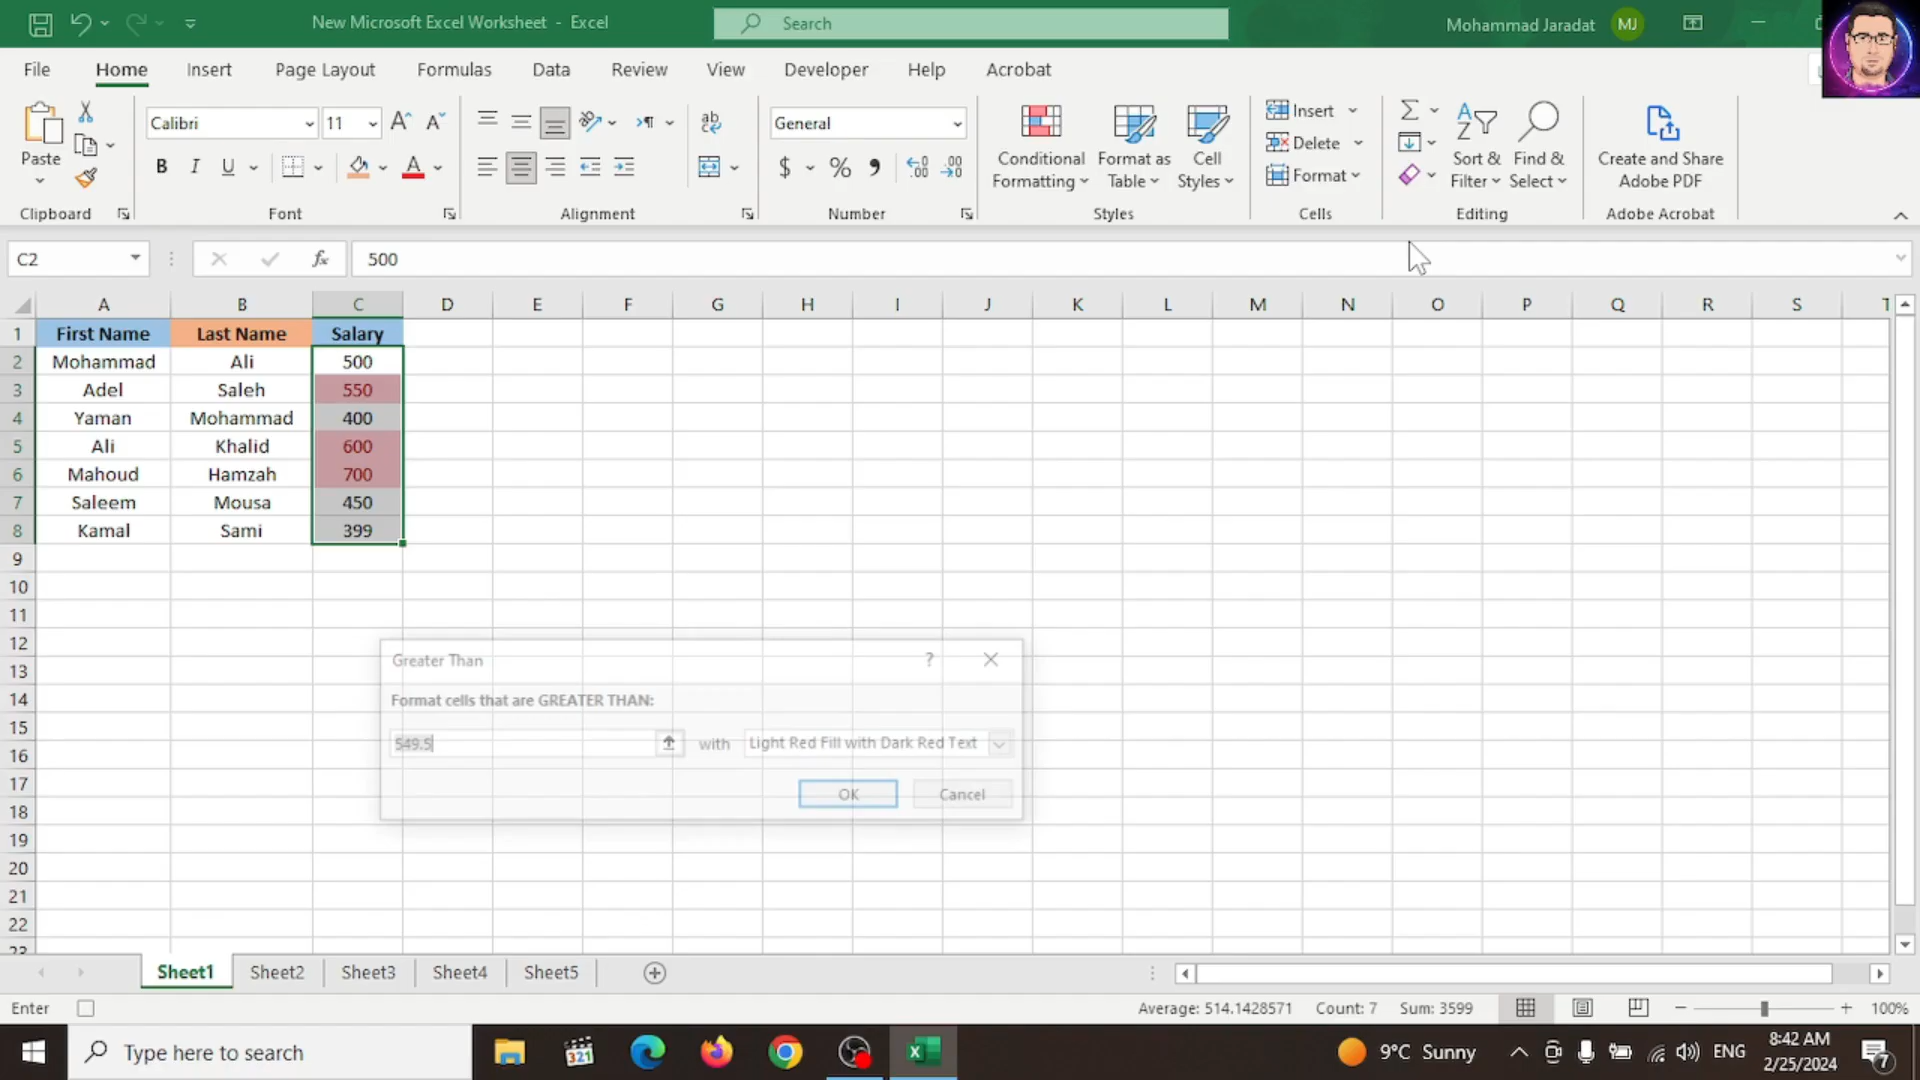 New Microsoft Excel Worksheet - Excel
Search
Mohammad Jaradat
MJ
File Home Insert Page Layout Formulas Data Review View Developer Help Acrobat
Paste
Calibri
11
B I U
General
$ % 9
Conditional Formatting
Format as Table
Cell Styles
Insert
Delete
Format
Sort & Filter
Find & Select
Create and Share Adobe PDF
Clipboard Font Alignment Number Styles Cells Editing Adobe Acrobat
C2
fx
500
A B C D E F G H I J K L M N O P Q R S T
1 First Name Last Name Salary
2 Mohammad Ali 500
3 Adel Saleh 550
4 Yaman Mohammad 400
5 Ali Khalid 600
6 Mahoud Hamzah 700
7 Saleem Mousa 450
8 Kamal Sami 399
9
10
11
12
13
14
15
16
17
18
19
20
21
22
23
Greater Than ?
Format cells that are GREATER THAN:
549.5 with Light Red Fill with Dark Red Text
OK Cancel
Sheet1 Sheet2 Sheet3 Sheet4 Sheet5
Enter
Average: 514.1428571 Count: 7 Sum: 3599
100%
Type here to search
321
9°C Sunny
ENG
8:42 AM
2/25/2024
7